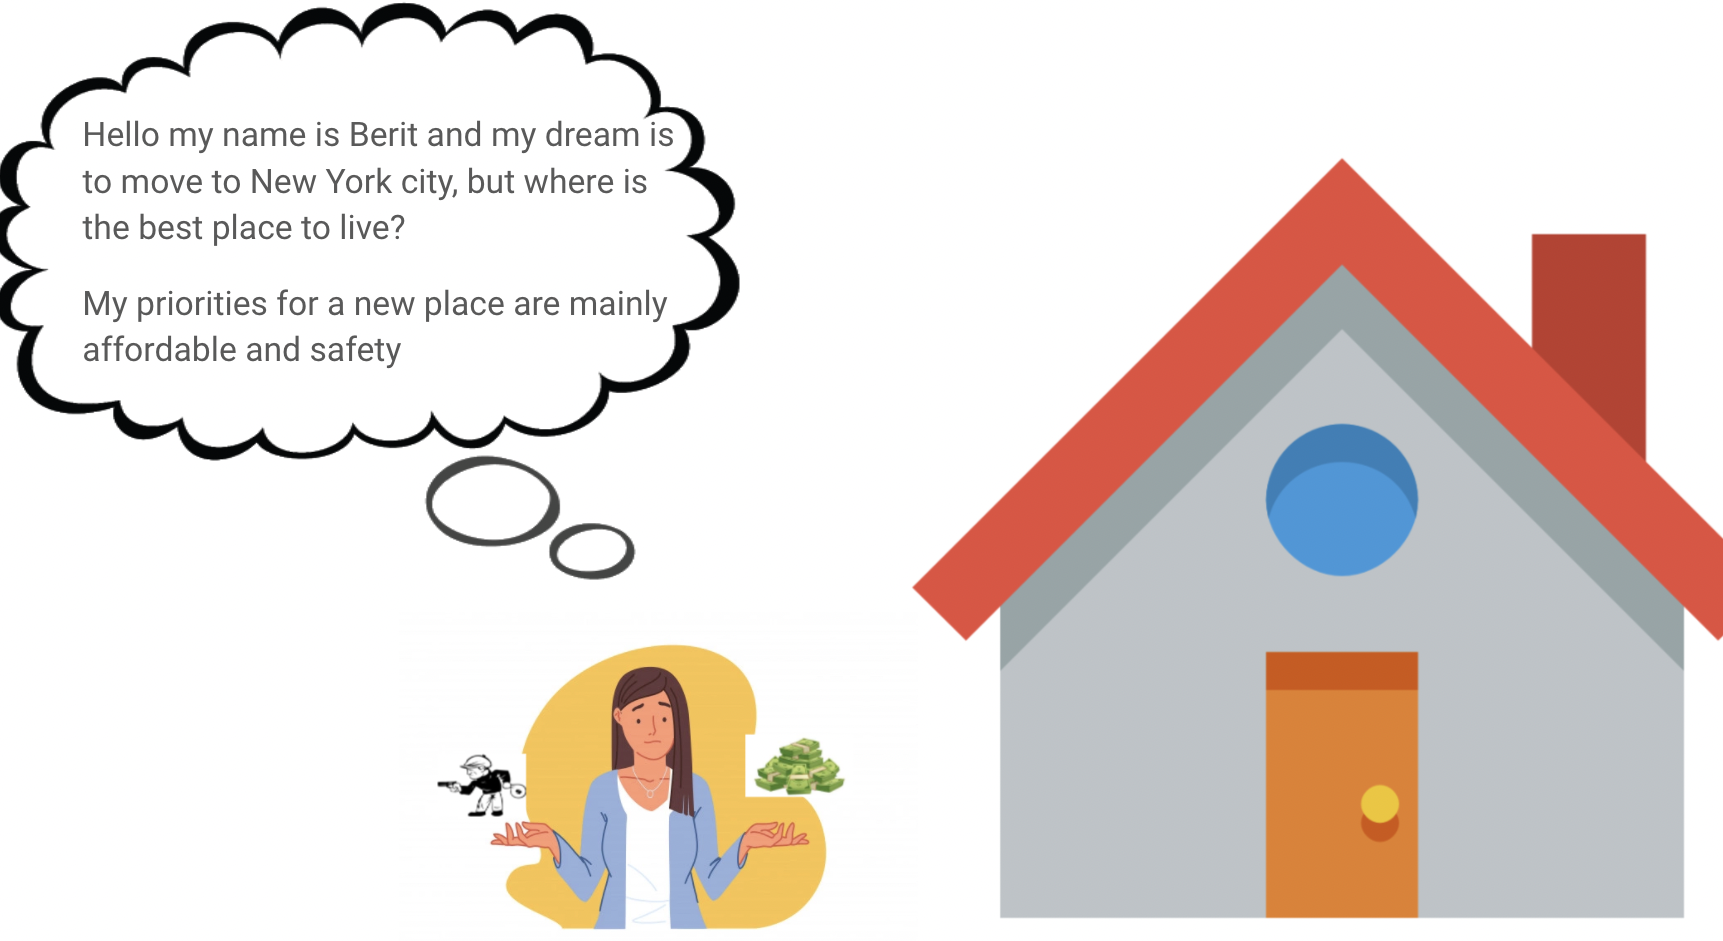 Hello my name is Berit and my dream is
to move to New York city, but where is
the best place to live?
My priorities for a new place are mainly
affordable and safety